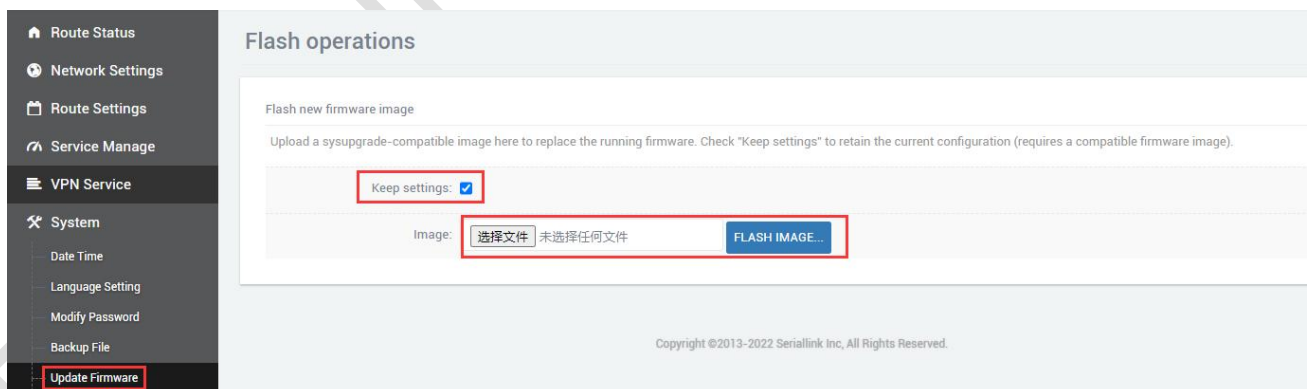 Route Status
Network Settings
Route Settings
Service Manage
VPN Service
System
Date Time
Language Setting
Modify Password
Backup File
Update Firmware
Flash operations
Flash new firmware image
Upload a sysupgrade-compatible image here to replace the running firmware. Check "Keep settings" to retain the current configuration (requires a compatible firmware image).
Keep settings:
Image: 选择文件 未选择任何文件 FLASH IMAGE...
Copyright ©2013-2022 Seriallink Inc, All Rights Reserved.